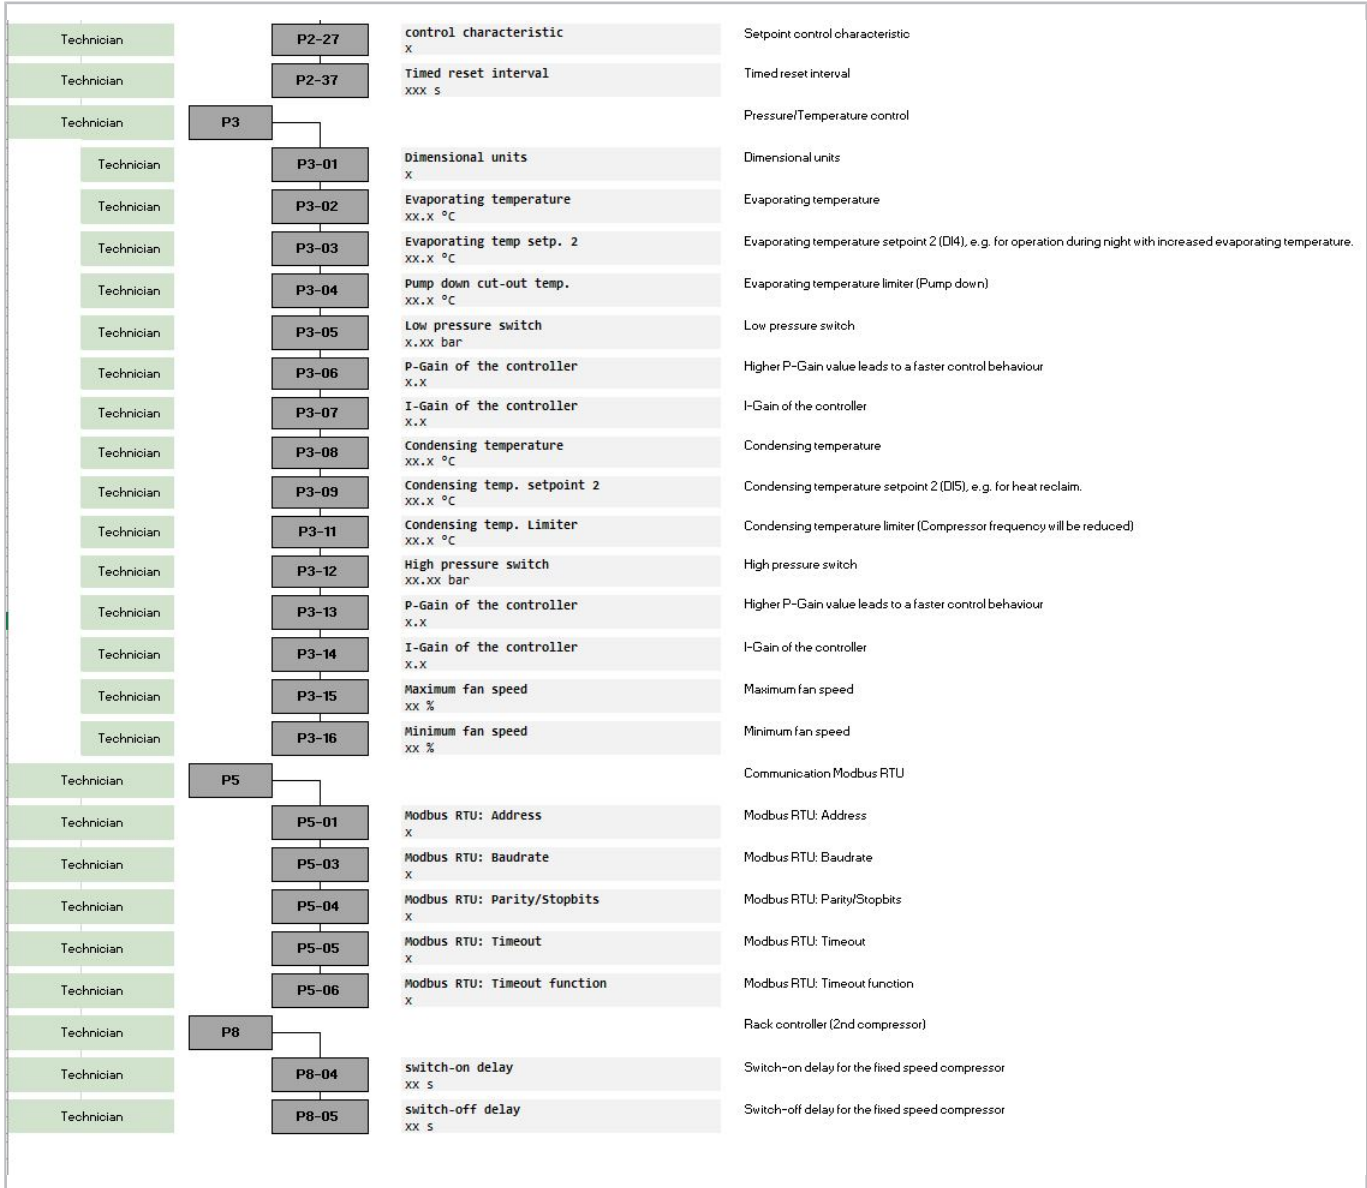 Technician P2-27 control characteristic Setpoint control characteristic
x
Technician P2-37 Timed reset interval Timed reset interval
xxx s
Technician P3 Pressure/Temperature control
Technician P3-01 Dimensional units Dimensional units
x
Technician P3-02 Evaporating temperature Evaporating temperature
xx.x °C
Technician P3-03 Evaporating temp setp. 2 Evaporating temperature setpoint 2 (DI4), e.g. for operation during night with increased evaporating temperature.
xx.x °C
Technician P3-04 Pump down cut-out temp. Evaporating temperature limiter (Pump down)
xx.x °C
Technician P3-05 Low pressure switch Low pressure switch
x.xx bar
Technician P3-06 P-Gain of the controller Higher P-Gain value leads to a faster control behaviour
x.x
Technician P3-07 I-Gain of the controller I-Gain of the controller
x.x
Technician P3-08 Condensing temperature Condensing temperature
xx.x °C
Technician P3-09 Condensing temp. setpoint 2 Condensing temperature setpoint 2 (DI5), e.g. for heat reclaim.
xx.x °C
Technician P3-11 Condensing temp. Limiter Condensing temperature limiter (Compressor frequency will be reduced)
xx.x °C
Technician P3-12 High pressure switch High pressure switch
xx.xx bar
Technician P3-13 P-Gain of the controller Higher P-Gain value leads to a faster control behaviour
x.x
Technician P3-14 I-Gain of the controller I-Gain of the controller
x.x
Technician P3-15 Maximum fan speed Maximum fan speed
xx %
Technician P3-16 Minimum fan speed Minimum fan speed
xx %
Technician P5 Communication Modbus RTU
Technician P5-01 Modbus RTU: Address Modbus RTU: Address
x
Technician P5-03 Modbus RTU: Baudrate Modbus RTU: Baudrate
x
Technician P5-04 Modbus RTU: Parity/Stopbits Modbus RTU: Parity/Stopbits
x
Technician P5-05 Modbus RTU: Timeout Modbus RTU: Timeout
x
Technician P5-06 Modbus RTU: Timeout function Modbus RTU: Timeout function
x
Technician P8 Rack controller (2nd compressor)
Technician P8-04 switch-on delay Switch-on delay for the fixed speed compressor
xx s
Technician P8-05 switch-off delay Switch-off delay for the fixed speed compressor
xx s